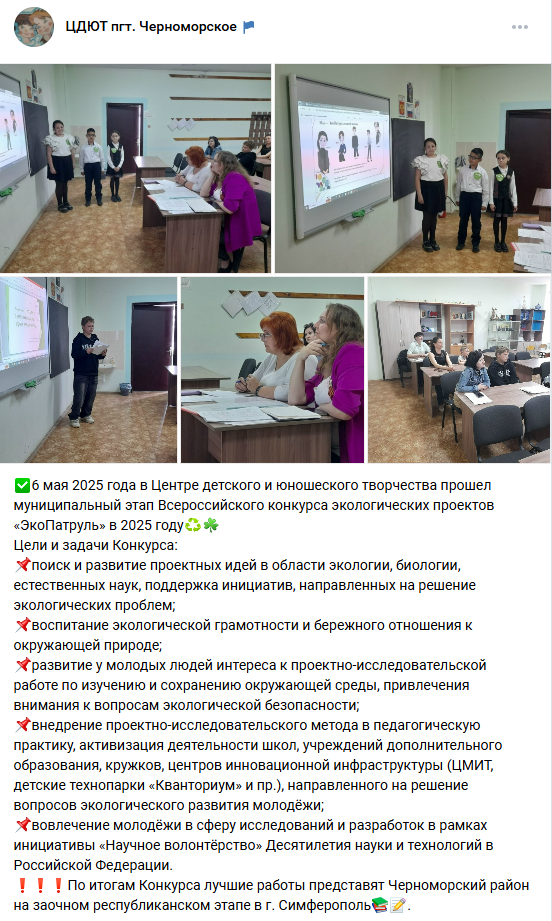 ЦДЮТ пгт. Черноморское
6 мая 2025 года в Центре детского и юношеского творчества прошел
муниципальный этап Всероссийского конкурса экологических проектов
«ЭкоПатруль» в 2025 году
Цели и задачи Конкурса:
поиск и развитие проектных идей в области экологии, биологии,
естественных наук, поддержка инициатив, направленных на решение
экологических проблем;
воспитание экологической грамотности и бережного отношения к
окружающей природе;
развитие у молодых людей интереса к проектно-исследовательской
работе по изучению и сохранению окружающей среды, привлечения
внимания к вопросам экологической безопасности;
внедрение проектно-исследовательского метода в педагогическую
практику, активизация деятельности школ, учреждений дополнительного
образования, кружков, центров инновационной инфраструктуры (ЦМИТ,
детские технопарки «Кванториум» и пр.), направленного на решение
вопросов экологического развития молодёжи;
вовлечение молодёжи в сферу исследований и разработок в рамках
инициативы «Научное волонтёрство» Десятилетия науки и технологий в
Российской Федерации.
❗❗❗По итогам Конкурса лучшие работы представят Черноморский район
на заочном республиканском этапе в г. Симферополь.